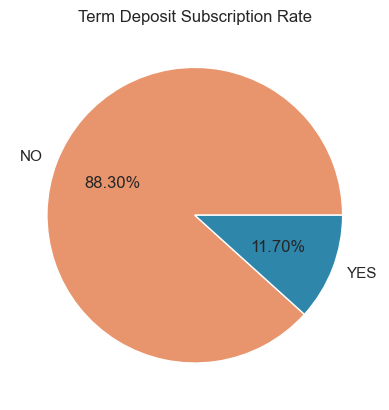 Term Deposit Subscription Rate
NO
88.30%
11.70%
YES